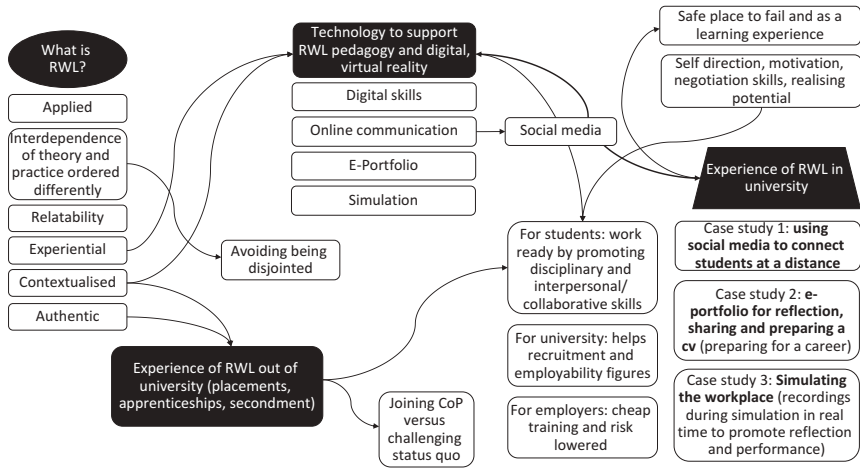 What is
RWL?
Applied
Interdependence
of theory and
practice ordered
differently
Relatability
Experiential
Contextualised
Authentic
Avoiding being
disjointed
Experience of RWL out of
university (placements,
apprenticeships, secondment)
Technology to support
RWL pedagogy and digital,
virtual reality
Digital skills
Online communication
E-Portfolio
Simulation
Social media
Joining CoP
versus
challenging
status quo
For students: work
ready by promoting
disciplinary and
interpersonal/
collaborative skills
For university: helps
recruitment and
employability figures
For employers: cheap
training and risk
lowered
Safe place to fail and as a
learning experience
Self direction, motivation,
negotiation skills, realising
potential
Experience of RWL in
university
Case study 1: using
social media to connect
students at a distance
Case study 2: e-
portfolio for reflection,
sharing and preparing a
cv (preparing for a career)
Case study 3: Simulating
the workplace (recordings
during simulation in real
time to promote reflection
and performance)